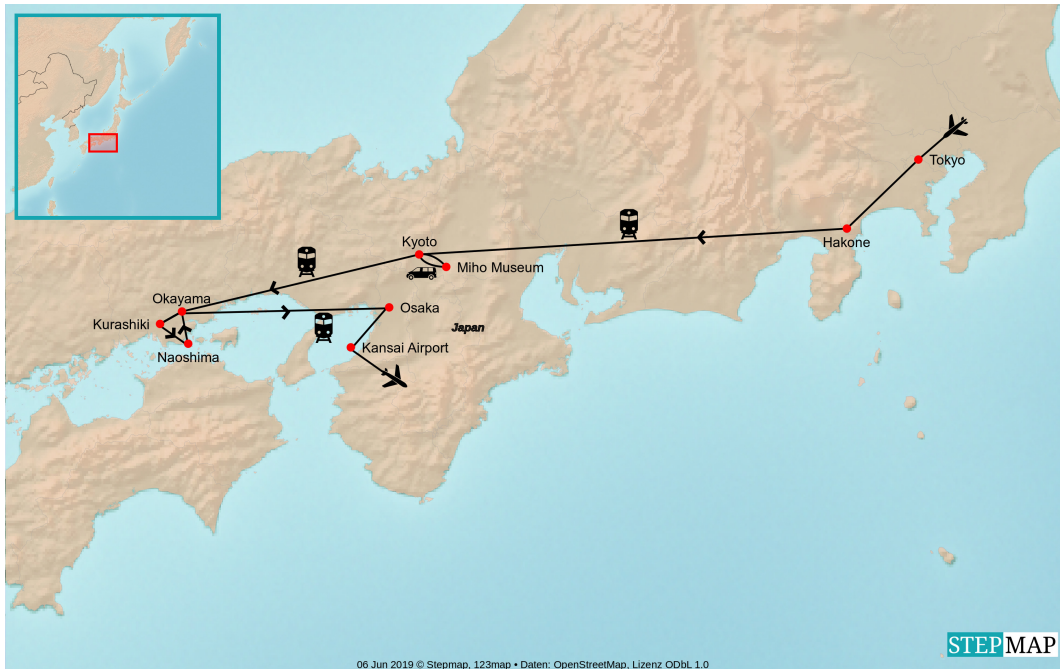 Tokyo
Hakone
Kyoto
Miho Museum
Okayama
Osaka
Kurashiki
Japan
Kansai Airport
Naoshima
STEPMAP
06 Jun 2019 © Stepmap, 123map • Daten: OpenStreetMap, Lizenz ODbL 1.0